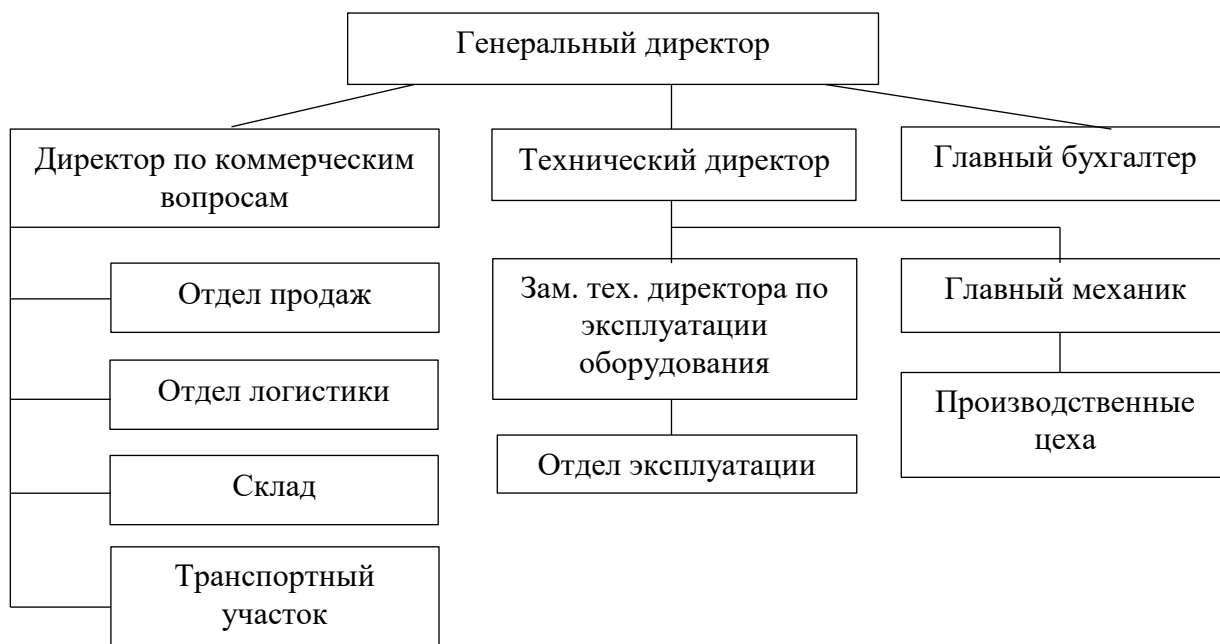 Генеральный директор
Директор по коммерческим
вопросам
Технический директор
Главный бухгалтер
Отдел продаж
Отдел логистики
Склад
Транспортный
участок
Зам. тех. директора по
эксплуатации
оборудования
Отдел эксплуатации
Главный механик
Производственные
цеха